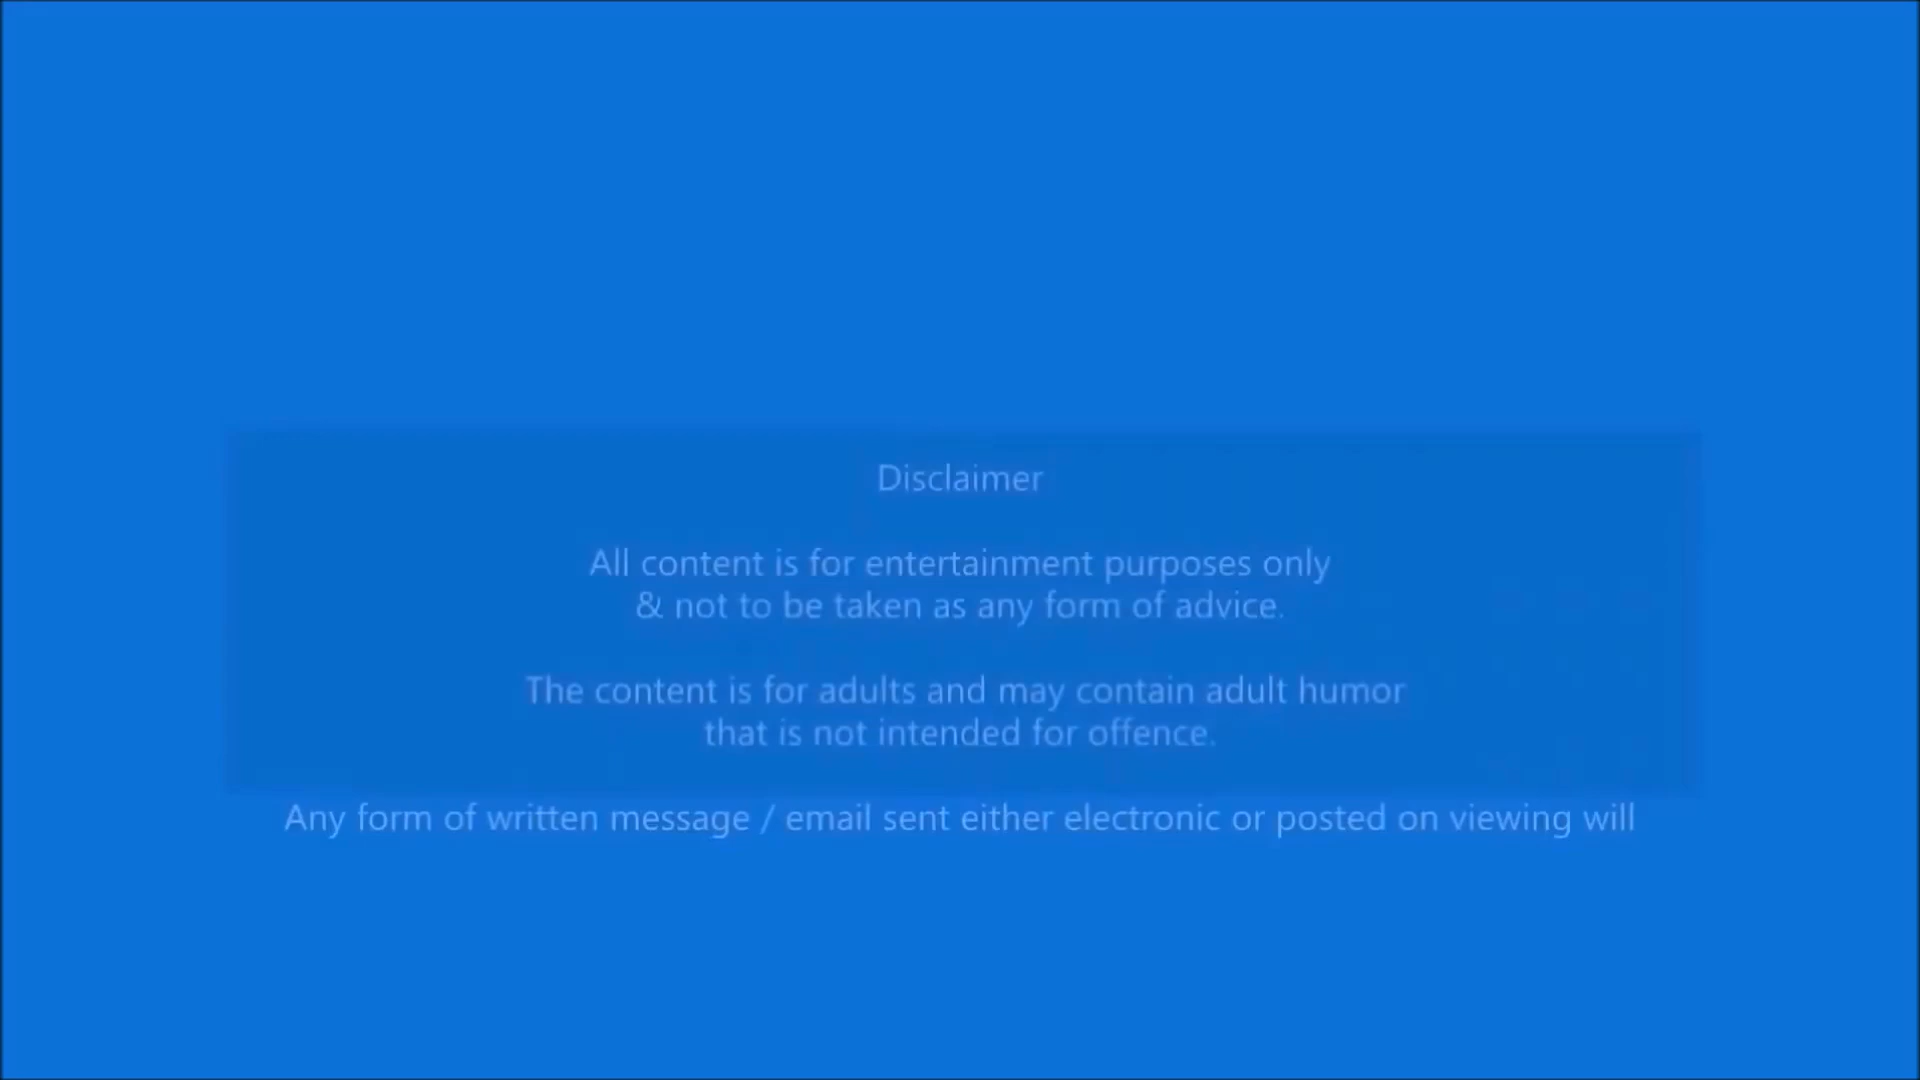 Disclaimer
All content is for entertainment purposes only
& not to be taken as any form of advice.
The content is for adults and may contain adult humor
that is not intended for offence.
Any form of written message / email sent either electronic or posted on viewing will